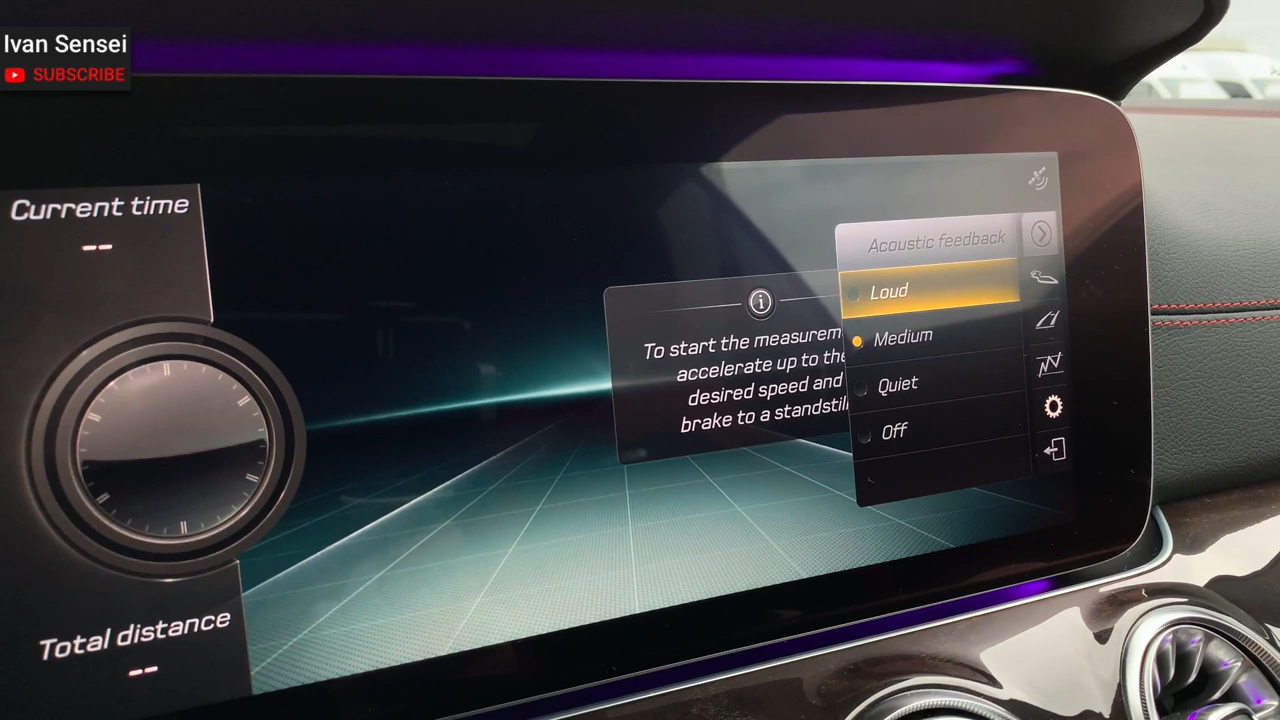 Ivan Sensei
SUBSCRIBE
Current time
--
Total distance
--
To start the measurem
accelerate up to the
desired speed and
brake to a standstil
Acoustic feedback
Loud
Medium
Quiet
Off